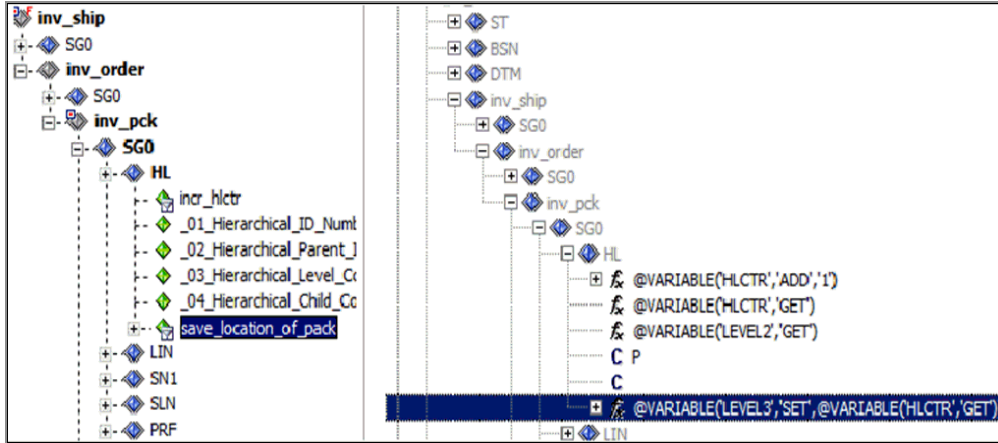 inv_ship
SG0
inv_order
SG0
inv_pck
SG0
HL
incr_hlctr
_01_Hierarchical_ID_Numb
_02_Hierarchical_Parent_I
_03_Hierarchical_Level_Co
_04_Hierarchical_Child_Co
save_location_of_pack
LIN
SN1
SLN
PRF
ST
BSN
DTM
inv_ship
SG0
inv_order
SG0
inv_pck
SG0
HL
@VARIABLE('HLCTR','ADD','1')
@VARIABLE('HLCTR','GET')
@VARIABLE('LEVEL2','GET')
C P
C
@VARIABLE('LEVEL3','SET',@VARIABLE('HLCTR','GET')
LIN